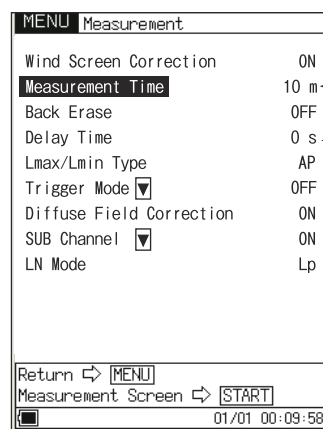 MENU Measurement
Wind Screen Correction ON
Measurement Time 10 m
Back Erase OFF
Delay Time 0 s
Lmax/Lmin Type AP
Trigger Mode ▼ OFF
Diffuse Field Correction ON
SUB Channel ▼ ON
LN Mode Lp
Return ⇨ MENU
Measurement Screen ⇨ START
01/01 00:09:58